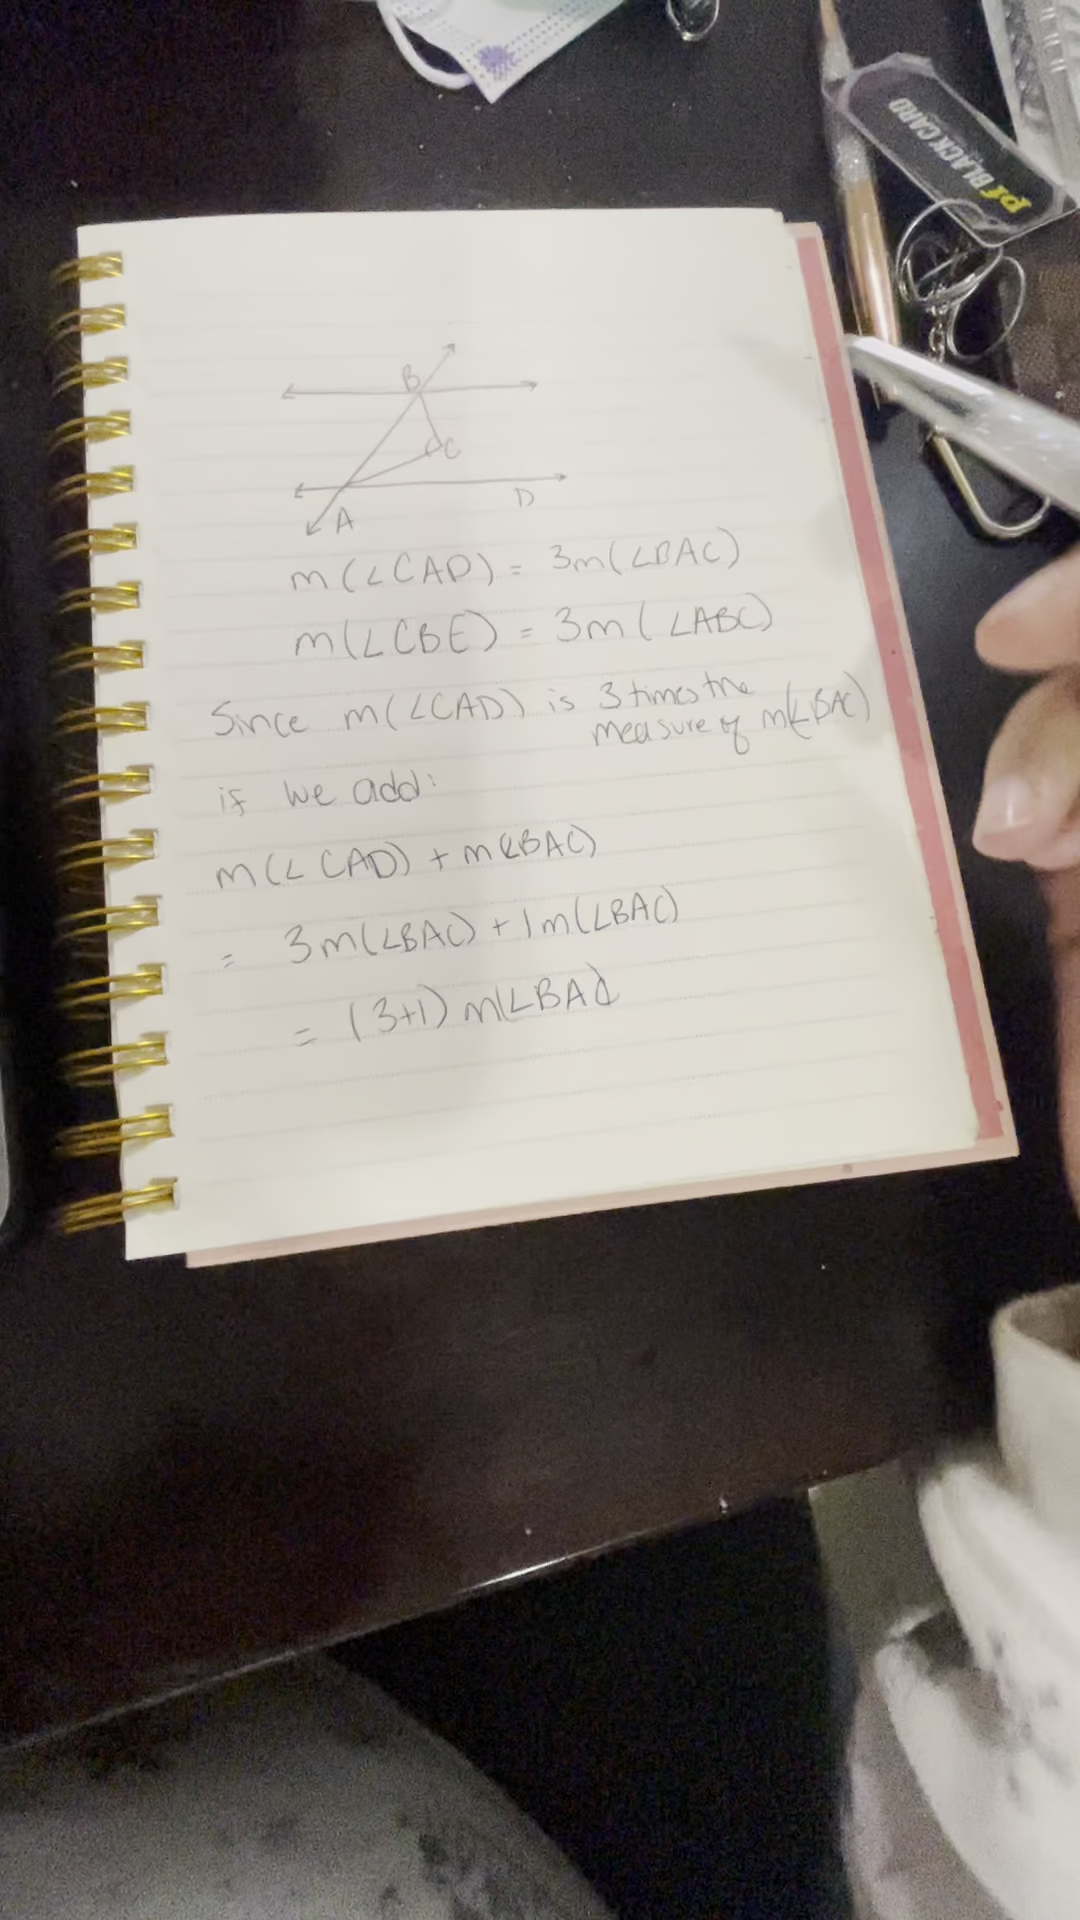 pf BLACK CARD
B
C
D
A
m(∠CAD) = 3m(∠BAC)
m(∠CBE) = 3m(∠ABC)
Since m(∠CAD) is 3 times the
measure of m(∠BAC)
if we add:
m(∠CAD) + m(∠BAC)
= 3m(∠BAC) + 1m(∠BAC)
= (3+1) m(∠BAC